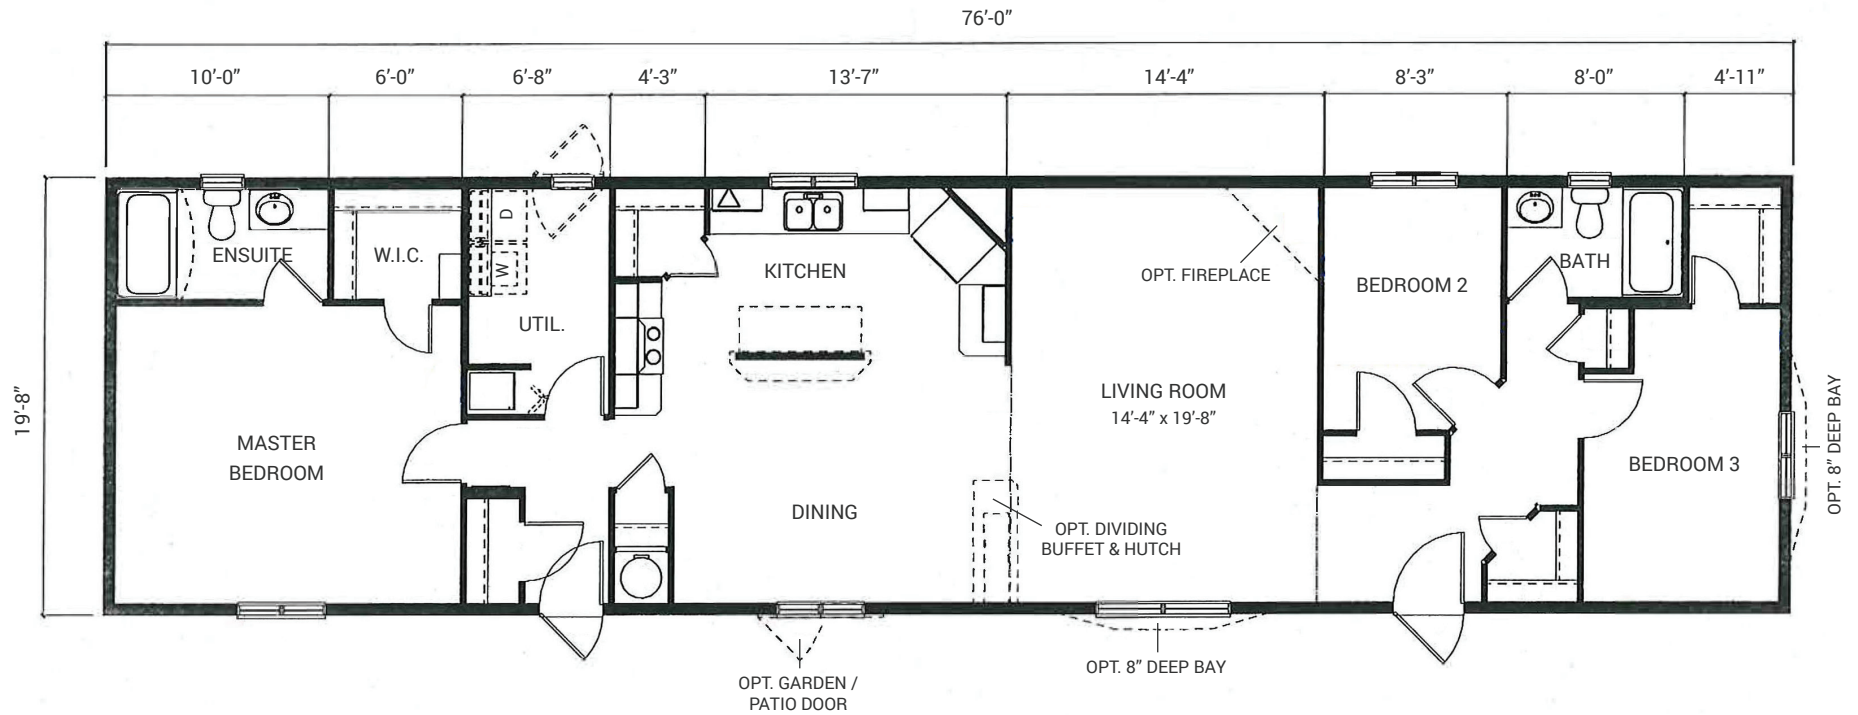 76'-0"
10'-0" 6'-0" 6'-8" 4'-3" 13'-7" 14'-4" 8'-3" 8'-0" 4'-11"
19'-8"
ENSUITE
W.I.C.
D
W
UTIL.
KITCHEN
OPT. FIREPLACE
BEDROOM 2
BATH
MASTER
BEDROOM
LIVING ROOM
14'-4" x 19'-8"
BEDROOM 3
OPT. 8" DEEP BAY
DINING
OPT. DIVIDING
BUFFET & HUTCH
OPT. GARDEN /
PATIO DOOR
OPT. 8" DEEP BAY